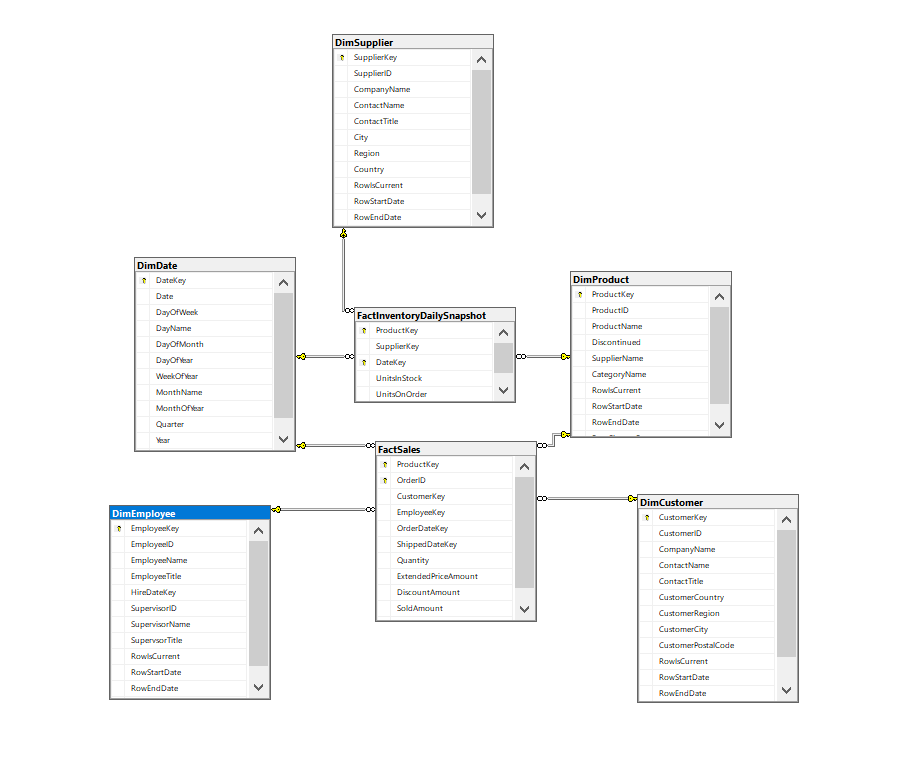 DimSupplier
SupplierKey
SupplierID
CompanyName
ContactName
ContactTitle
City
Region
Country
RowIsCurrent
RowStartDate
RowEndDate
DimDate
DateKey
Date
DayOfWeek
DayName
DayOfMonth
DayOfYear
WeekOfYear
MonthName
MonthOfYear
Quarter
Year
FactInventoryDailySnapshot
ProductKey
SupplierKey
DateKey
UnitsInStock
UnitsOnOrder
DimProduct
ProductKey
ProductID
ProductName
Discontinued
SupplierName
CategoryName
RowIsCurrent
RowStartDate
RowEndDate
FactSales
ProductKey
OrderID
CustomerKey
EmployeeKey
OrderDateKey
ShippedDateKey
Quantity
ExtendedPriceAmount
DiscountAmount
SoldAmount
DimEmployee
EmployeeKey
EmployeeID
EmployeeName
EmployeeTitle
HireDateKey
SupervisorID
SupervisorName
SupervsorTitle
RowIsCurrent
RowStartDate
RowEndDate
DimCustomer
CustomerKey
CustomerID
CompanyName
ContactName
ContactTitle
CustomerCountry
CustomerRegion
CustomerCity
CustomerPostalCode
RowIsCurrent
RowStartDate
RowEndDate